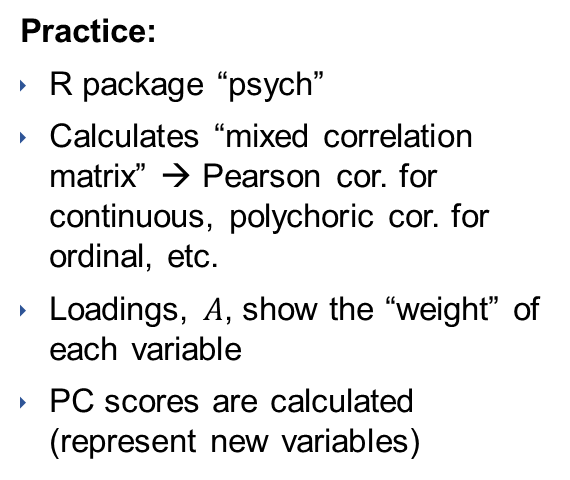 Practice:
R package “psych”
Calculates “mixed correlation
matrix” → Pearson cor. for
continuous, polychoric cor. for
ordinal, etc.
Loadings, A, show the “weight” of
each variable
PC scores are calculated
(represent new variables)